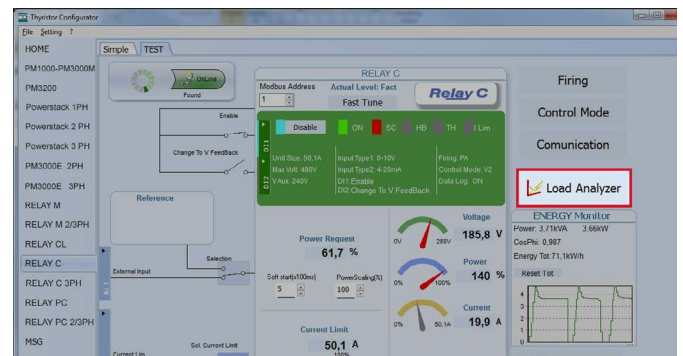 Thyristor Configurator
File Setting ?
HOME
PM1000-PM3000M
PM3200
Powerstack 1PH
Powerstack 2 PH
Powerstack 3 PH
PM3000E 2PH
PM3000E 3PH
RELAY M
RELAY M 2/3PH
RELAY CL
RELAY C
RELAY C 3PH
RELAY PC
RELAY PC 2/3PH
MSG
Simple TEST
OnLine
Found
Enable
Change To V FeedBack
Reference
Selection
External Input
Sel. Current Limit
Current Lim
RELAY C
Modbus Address Actual Level: Fact
1 Fast Tune Relay C
Disable ON SC HB TH I Lim
Unit Size: 50,1A Input Type1: 0-10V Firing: PA
Max Volt: 480V Input Type2: 4-20mA Control Mode: V2
V Aux: 240V DI1:Enable Data Log: ON
DI2:Change To V FeedBack
Power Request
61,7 %
Soft start(x100ms) PowerScaling(%)
5 100
Current Limit
50,1 A
100%
Voltage
0V 288V 185,8 V
Power
0% 100% 140 %
Current
0% 50,1A 19,9 A
Firing
Control Mode
Comunication
Load Analyzer
ENERGY Monitor
Power: 3,71kVA 3.66kW
CosPhi: 0,987
Energy Tot:71,1kW/h
Reset Tot
4
3
2
1
0